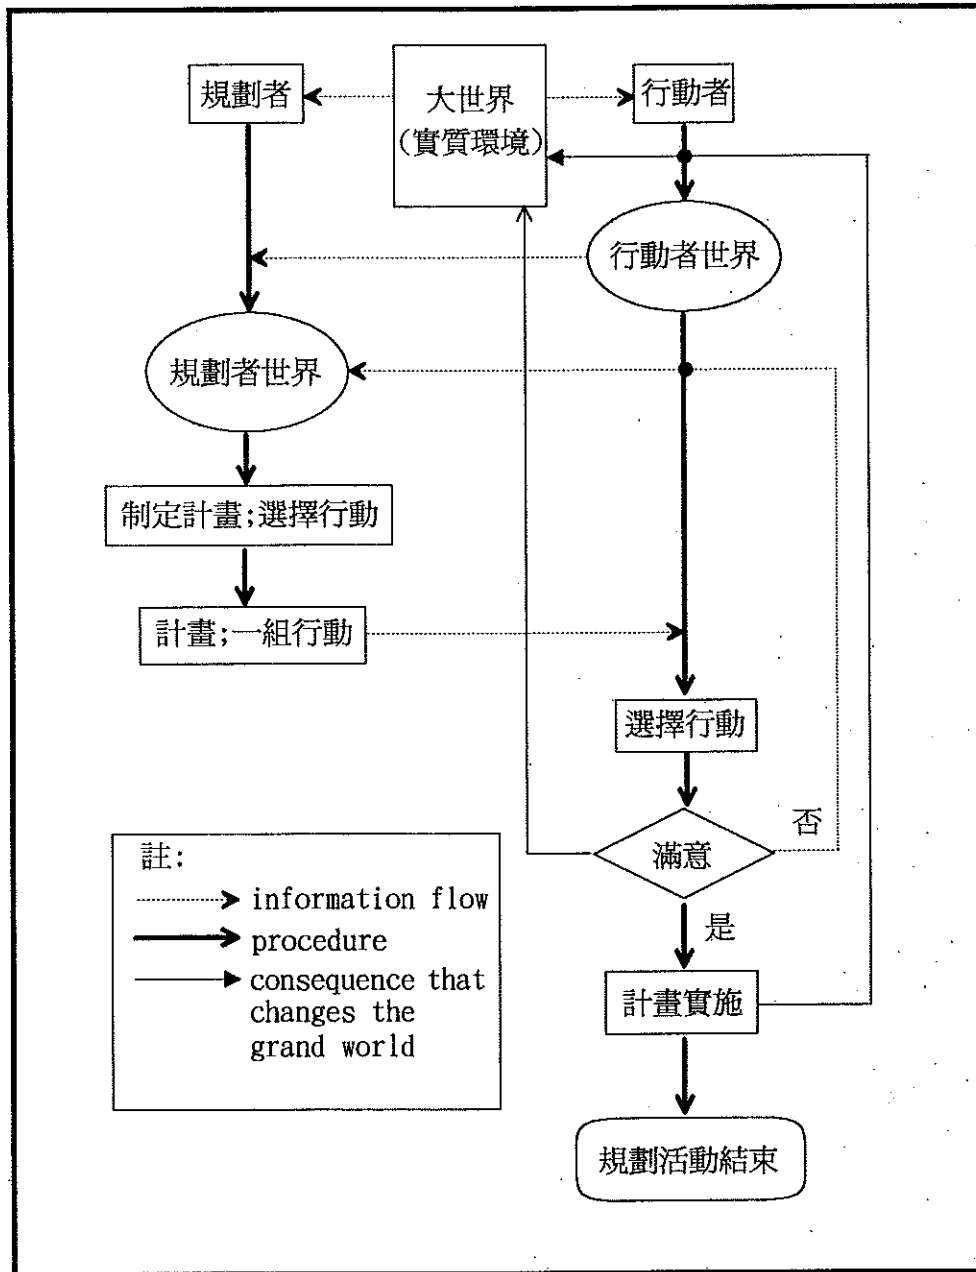 規劃者
大世界
(實質環境)
行動者
行動者世界
規劃者世界
制定計畫;選擇行動
計畫;一組行動
選擇行動
滿意
否
是
計畫實施
規劃活動結束
註:
information flow
procedure
consequence that
changes the
grand world